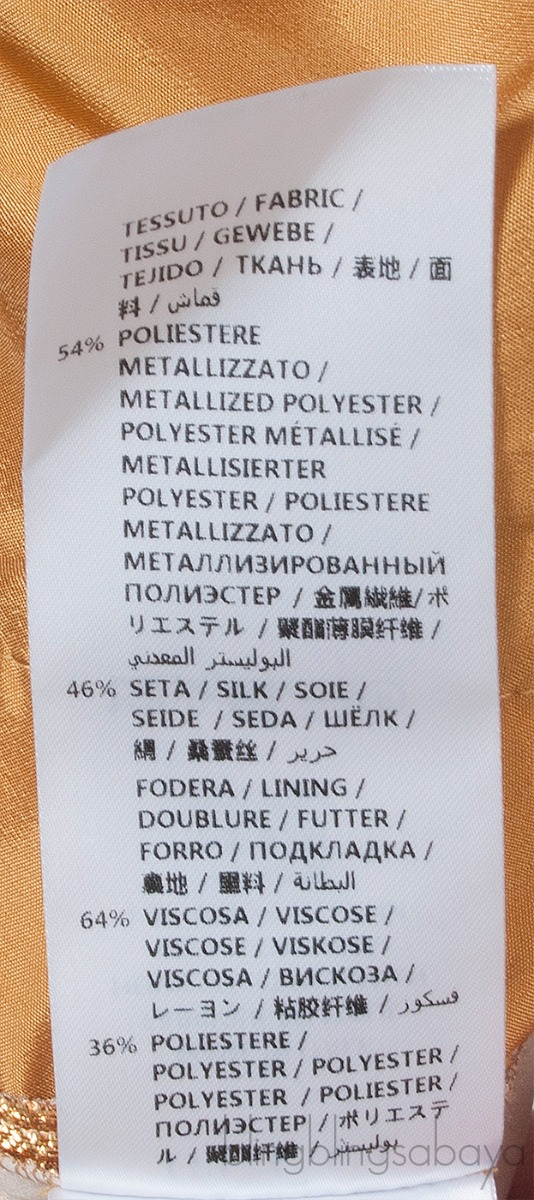 TESSUTO / FABRIC /
TISSU / GEWEBE /
TEJIDO / ТКАНЬ / 表地 / 面
料 / قماش
54% POLIESTERE
METALLIZZATO /
METALLIZED POLYESTER /
POLYESTER MÉTALLISÉ /
METALLISIERTER
POLYESTER / POLIESTERE
METALLIZZATO /
МЕТАЛЛИЗИРОВАННЫЙ
ПОЛИЭСТЕР / 金属繊維/ポ
リエステル / 聚酯薄膜纤维 /
البوليستر المعدني
46% SETA / SILK / SOIE /
SEIDE / SEDA / ШЁЛК /
絹 / 桑蚕丝 / حرير
FODERA / LINING /
DOUBLURE / FUTTER /
FORRO / ПОДКЛАДКА /
裏地 / 里料 / البطانة
64% VISCOSA / VISCOSE /
VISCOSE / VISKOSE /
VISCOSA / ВИСКОЗА /
レーヨン / 粘胶纤维 / فسكور
36% POLIESTERE /
POLYESTER / POLYESTER /
POLYESTER / POLIESTER /
ПОЛИЭСТЕР / ポリエステ
ル / 聚酯纤维 / بوليستر
blingblingsabaya